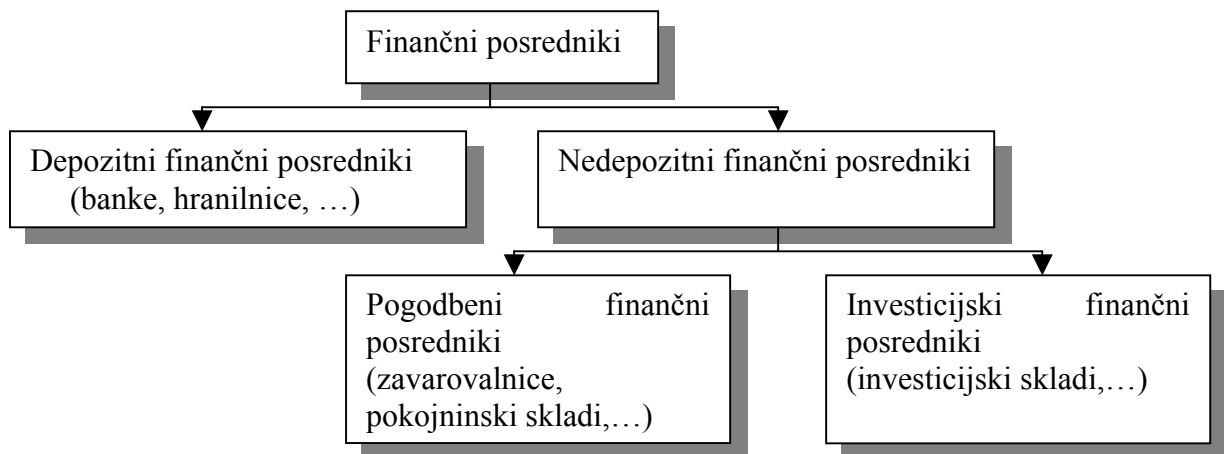 Finančni posredniki
Depozitni finančni posredniki
(banke, hranilnice, …)
Nedepozitni finančni posredniki
Pogodbeni finančni
posredniki
(zavarovalnice,
pokojninski skladi,…)
Investicijski finančni
posredniki
(investicijski skladi,…)